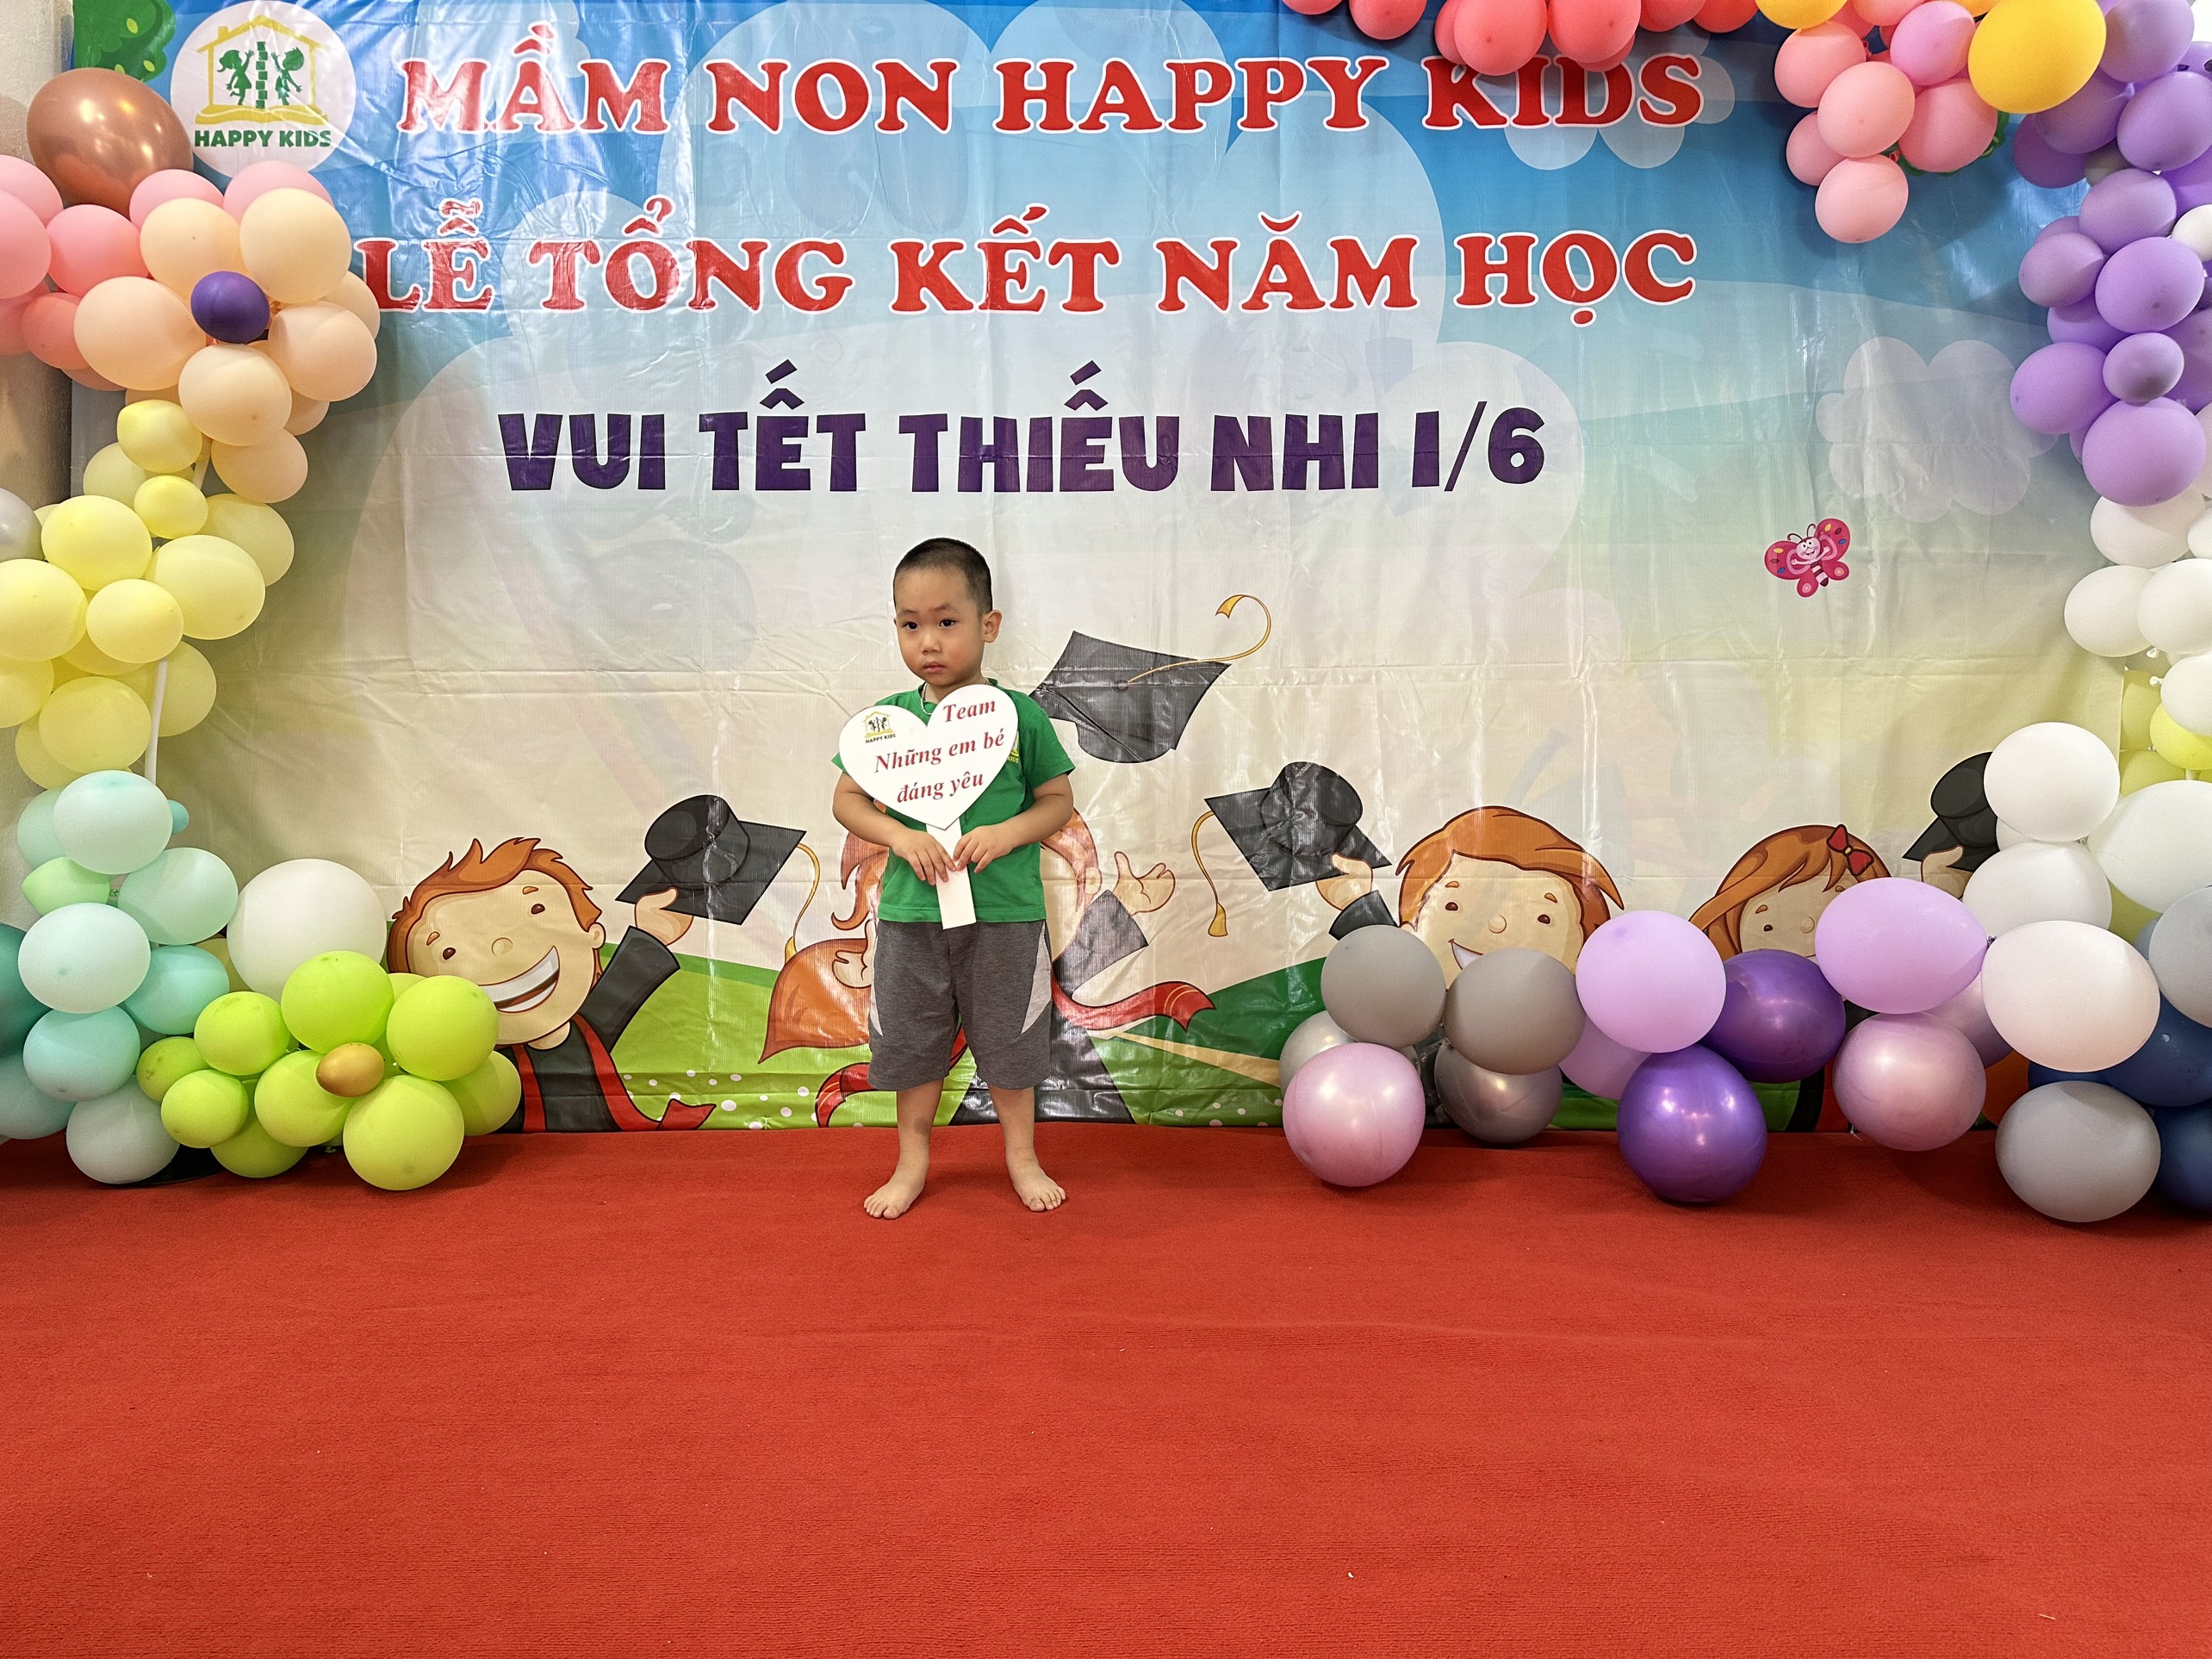 HAPPY KIDS
MẦM NON HAPPY KIDS
LỄ TỔNG KẾT NĂM HỌC
VUI TẾT THIẾU NHI 1/6
HAPPY KIDS
Team
Những em bé
đáng yêu